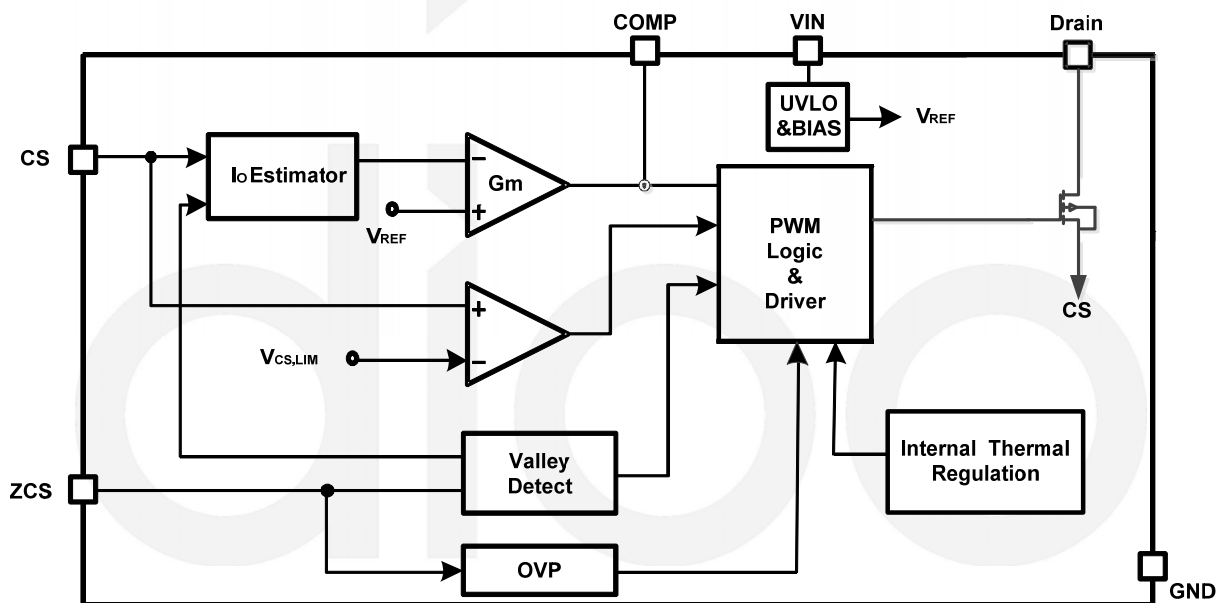 COMP
VIN
Drain
UVLO
&BIAS
VREF
CS
IO Estimator
−
Gm
+
VREF
PWM
Logic
&
Driver
CS
+
VCS,LIM
−
Valley
Detect
Internal Thermal
Regulation
ZCS
OVP
GND
dioo